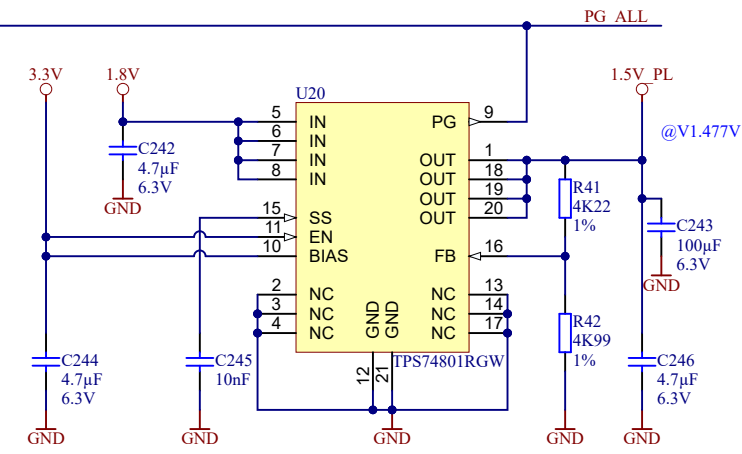 PG_ALL
3.3V
1.8V
1.5V_PL
U20
@V1.477V
5 IN PG 9
6 IN
7 IN OUT 1
8 IN OUT 18
OUT 19
OUT 20
15 SS
11 EN
10 BIAS FB 16
2 NC NC 13
3 NC NC 14
4 NC NC 17
GND GND
12 21
TPS74801RGW
C242
4.7µF
6.3V
GND
R41
4K22
1%
C243
100µF
6.3V
GND
R42
4K99
1%
C244
4.7µF
6.3V
C245
10nF
C246
4.7µF
6.3V
GND GND GND GND GND